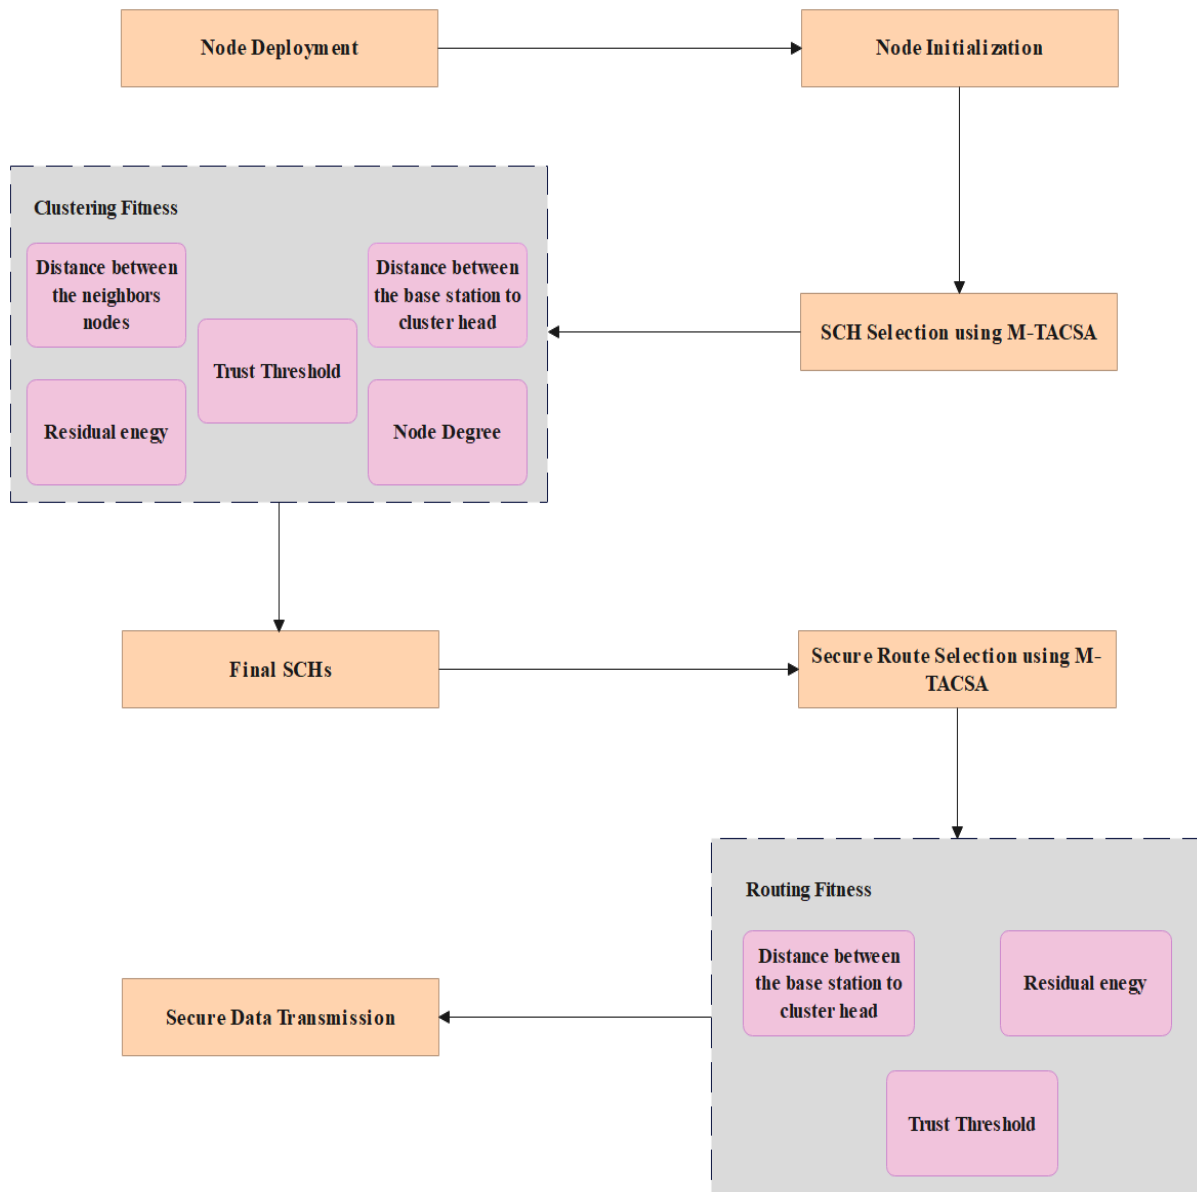 Node Deployment
Node Initialization
Clustering Fitness
Distance between
the neighbors
nodes
Distance between
the base station to
cluster head
Trust Threshold
Residual enegy
Node Degree
SCH Selection using M-TACSA
Final SCHs
Secure Route Selection using M-
TACSA
Routing Fitness
Distance between
the base station to
cluster head
Residual enegy
Trust Threshold
Secure Data Transmission